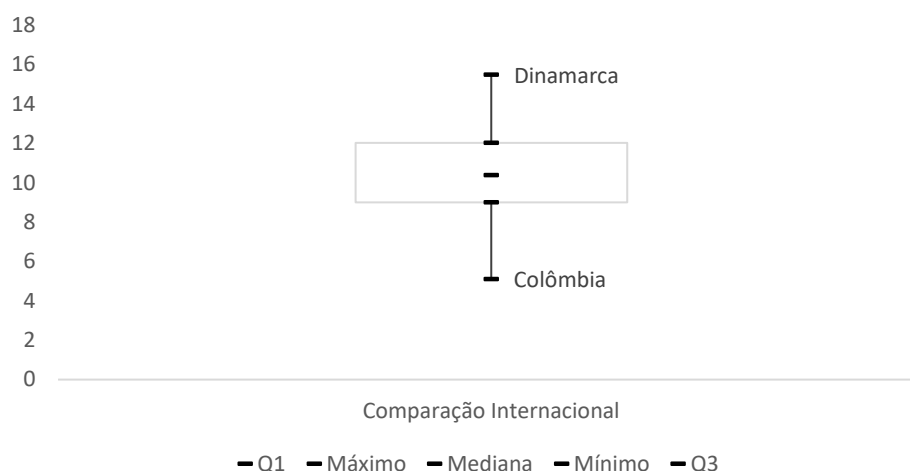 18
16
Dinamarca
14
12
10
8
6
Colômbia
4
2
0
Comparação Internacional
Q1 Máximo Mediana Mínimo Q3